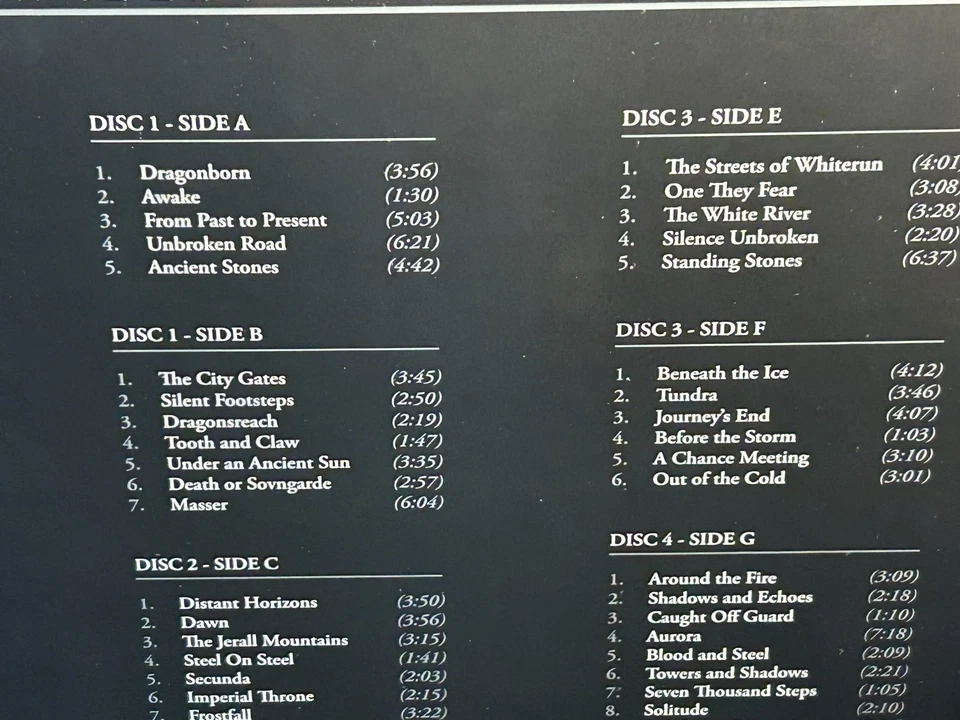 DISC 1 - SIDE A
1. Dragonborn (3:56)
2. Awake (1:30)
3. From Past to Present (5:03)
4. Unbroken Road (6:21)
5. Ancient Stones (4:42)
DISC 1 - SIDE B
1. The City Gates (3:45)
2. Silent Footsteps (2:50)
3. Dragonsreach (2:19)
4. Tooth and Claw (1:47)
5. Under an Ancient Sun (3:35)
6. Death or Sovngarde (2:57)
7. Masser (6:04)
DISC 2 - SIDE C
1. Distant Horizons (3:50)
2. Dawn (3:56)
3. The Jerall Mountains (3:15)
4. Steel On Steel (1:41)
5. Secunda (2:03)
6. Imperial Throne (2:15)
7. Frostfall (3:22)
DISC 3 - SIDE E
1. The Streets of Whiterun (4:01
2. One They Fear (3:08)
3. The White River (3:28)
4. Silence Unbroken (2:20)
5. Standing Stones (6:37)
DISC 3 - SIDE F
1. Beneath the Ice (4:12)
2. Tundra (3:46)
3. Journey's End (4:07)
4. Before the Storm (1:03)
5. A Chance Meeting (3:10)
6. Out of the Cold (3:01)
DISC 4 - SIDE G
1. Around the Fire (3:09)
2. Shadows and Echoes (2:18)
3. Caught Off Guard (1:10)
4. Aurora (7:18)
5. Blood and Steel (2:09)
6. Towers and Shadows (2:21)
7. Seven Thousand Steps (1:05)
8. Solitude (2:10)